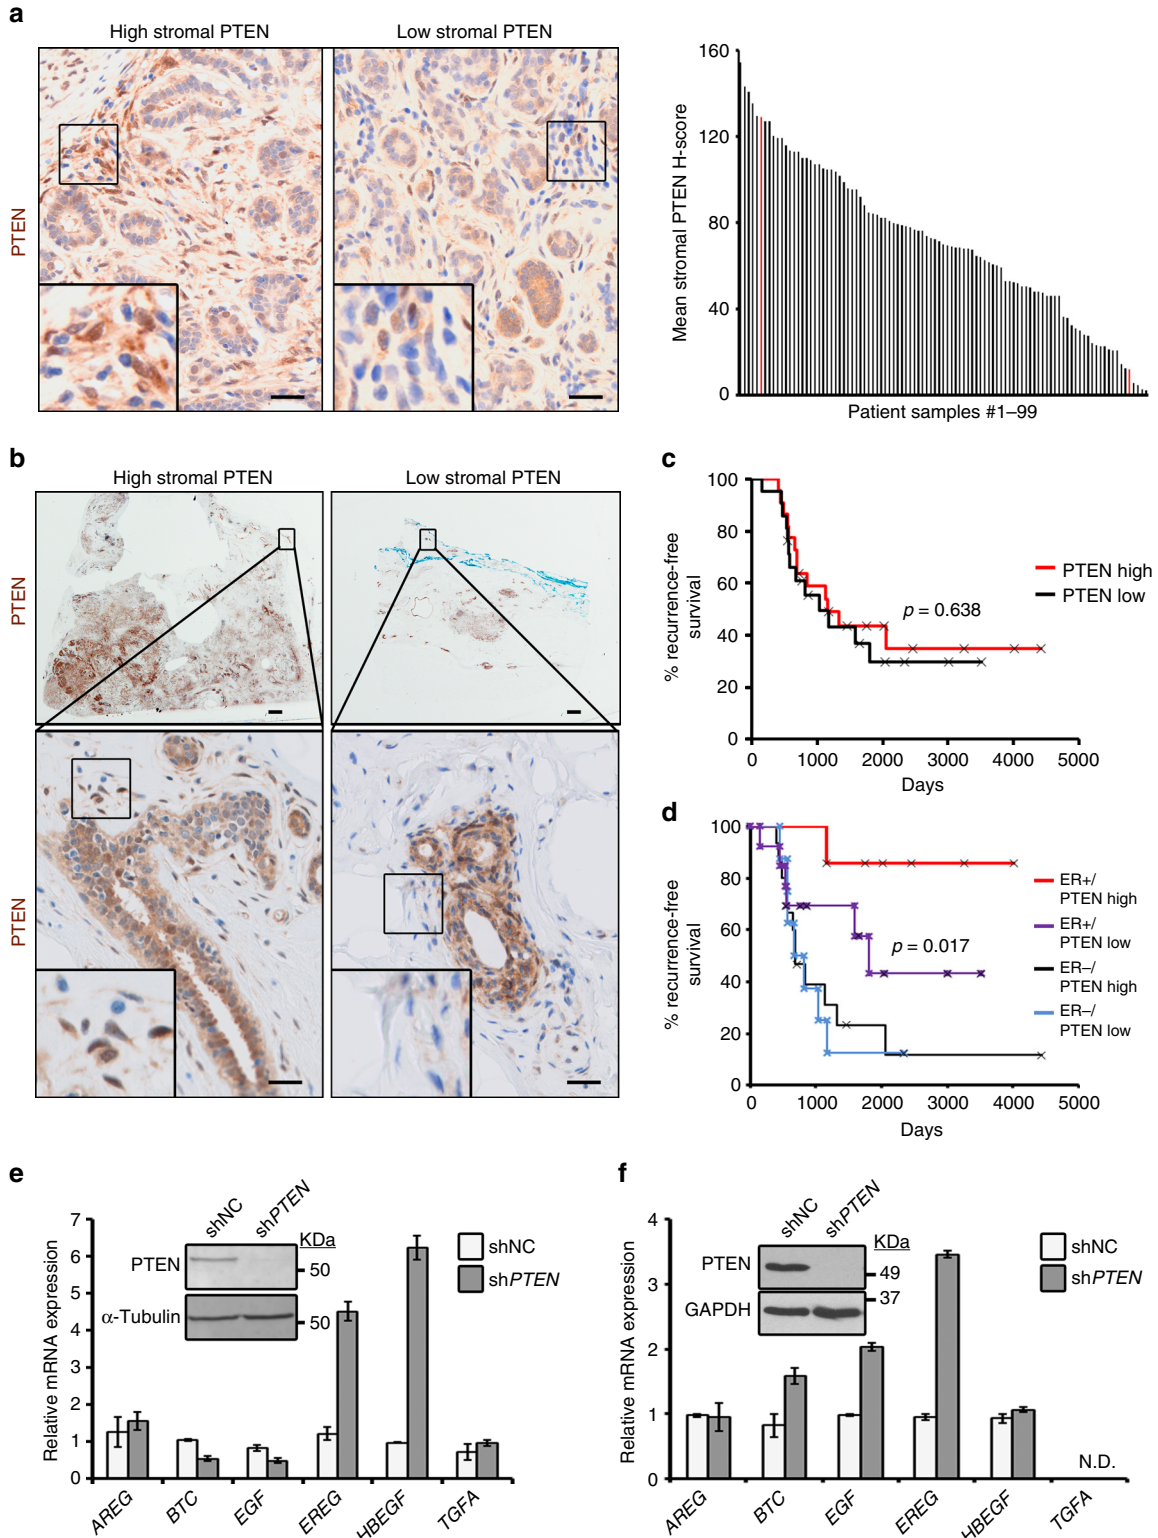 a
High stromal PTEN
Low stromal PTEN
PTEN
Mean stromal PTEN H-score
160
120
80
40
0
Patient samples #1–99
b
High stromal PTEN
Low stromal PTEN
PTEN
PTEN
c
% recurrence-free
survival
100
80
60
40
20
0
p = 0.638
PTEN high
PTEN low
0 1000 2000 3000 4000 5000
Days
d
% recurrence-free
survival
100
80
60
40
20
0
p = 0.017
ER+/
PTEN high
ER+/
PTEN low
ER–/
PTEN high
ER–/
PTEN low
0 1000 2000 3000 4000 5000
Days
e
Relative mRNA expression
7
6
5
4
3
2
1
0
shNC shPTEN
KDa
PTEN
50
α-Tubulin
50
shNC
shPTEN
AREG BTC EGF EREG HBEGF TGFA
f
Relative mRNA expression
4
3
2
1
0
shNC shPTEN
KDa
PTEN
49
37
GAPDH
shNC
shPTEN
N.D.
AREG BTC EGF EREG HBEGF TGFA